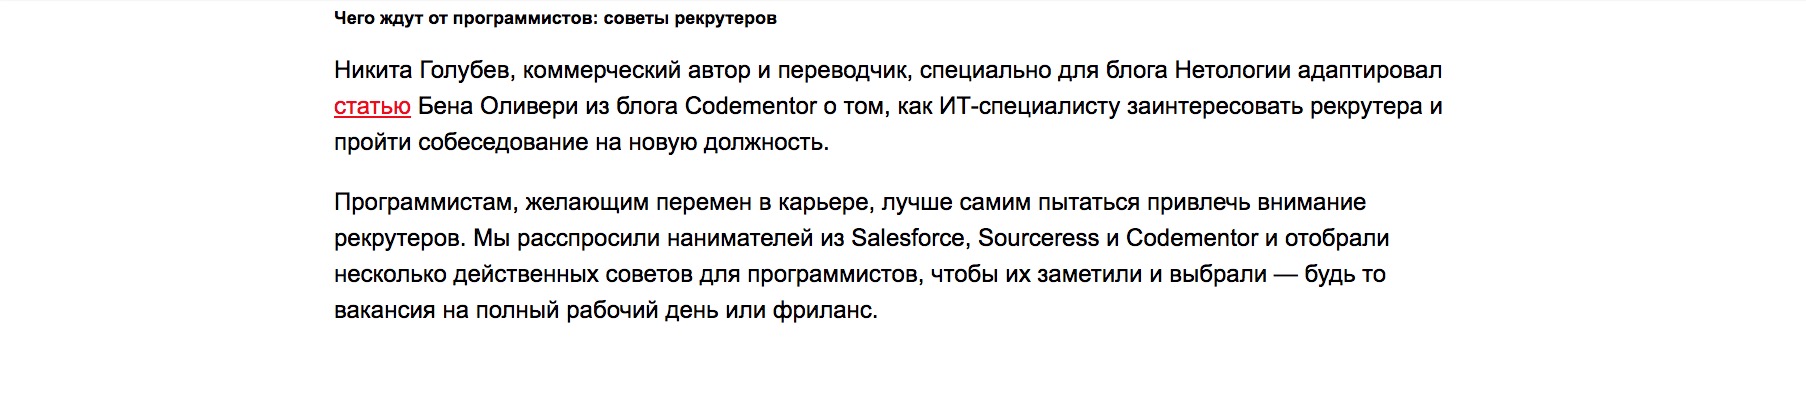 Чего ждут от программистов: советы рекрутеров
Никита Голубев, коммерческий автор и переводчик, специально для блога Нетологии адаптировал
статью Бена Оливери из блога Codementor о том, как ИТ-специалисту заинтересовать рекрутера и
пройти собеседование на новую должность.
Программистам, желающим перемен в карьере, лучше самим пытаться привлечь внимание
рекрутеров. Мы расспросили нанимателей из Salesforce, Sourceress и Codementor и отобрали
несколько действенных советов для программистов, чтобы их заметили и выбрали — будь то
вакансия на полный рабочий день или фриланс.